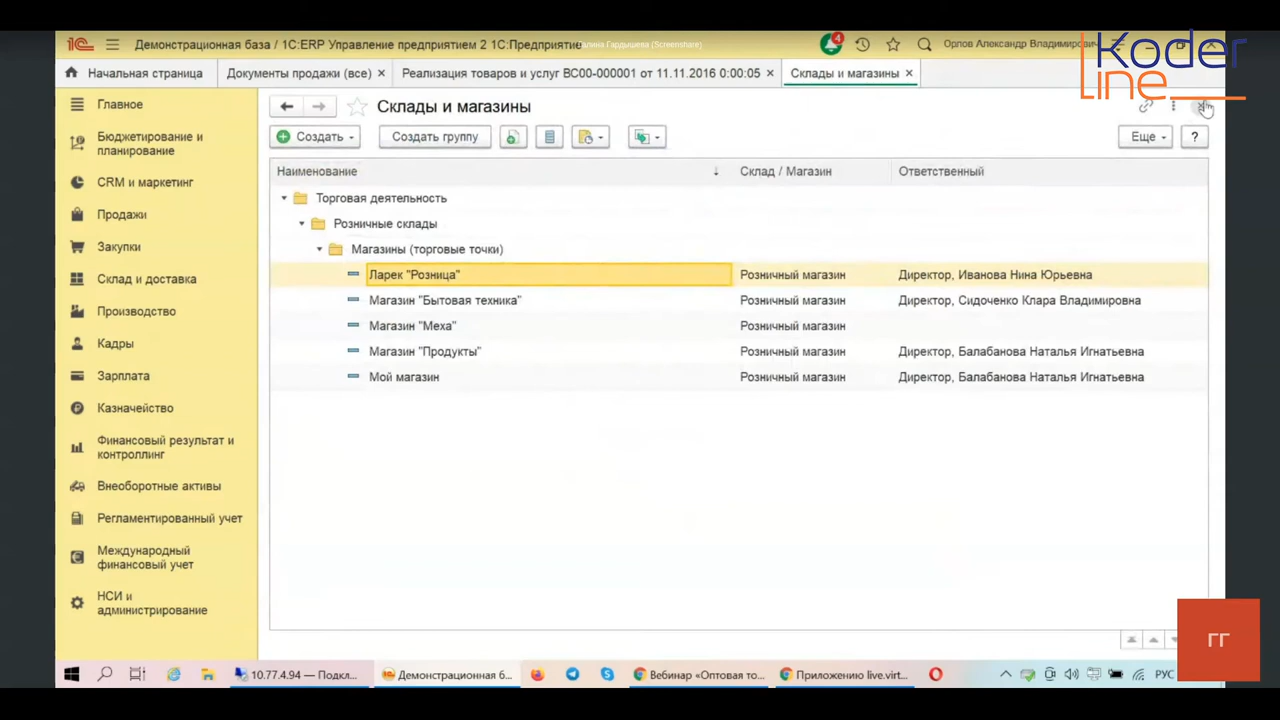 Демонстрационная база / 1С:ERP Управление предприятием 2 1С:Предприятие
Галина Гардышева (Screenshare)
4
Орлов Александр Владимирович
Koder
Line
Начальная страница
Документы продажи (все) ×
Реализация товаров и услуг ВС00-000001 от 11.11.2016 0:00:05 ×
Склады и магазины ×
Главное
Бюджетирование и
планирование
CRM и маркетинг
Продажи
Закупки
Склад и доставка
Производство
Кадры
Зарплата
Казначейство
Финансовый результат и
контроллинг
Внеоборотные активы
Регламентированный учет
Международный
финансовый учет
НСИ и
администрирование
Склады и магазины
Создать
Создать группу
Еще
?
Наименование
Склад / Магазин
Ответственный
Торговая деятельность
Розничные склады
Магазины (торговые точки)
Ларек "Розница" Розничный магазин Директор, Иванова Нина Юрьевна
Магазин "Бытовая техника" Розничный магазин Директор, Сидоченко Клара Владимировна
Магазин "Меха" Розничный магазин
Магазин "Продукты" Розничный магазин Директор, Балабанова Наталья Игнатьевна
Мой магазин Розничный магазин Директор, Балабанова Наталья Игнатьевна
ГГ
10.77.4.94 — Подкл...
Демонстрационная б...
Вебинар «Оптовая то...
Приложению live.virt...
РУС